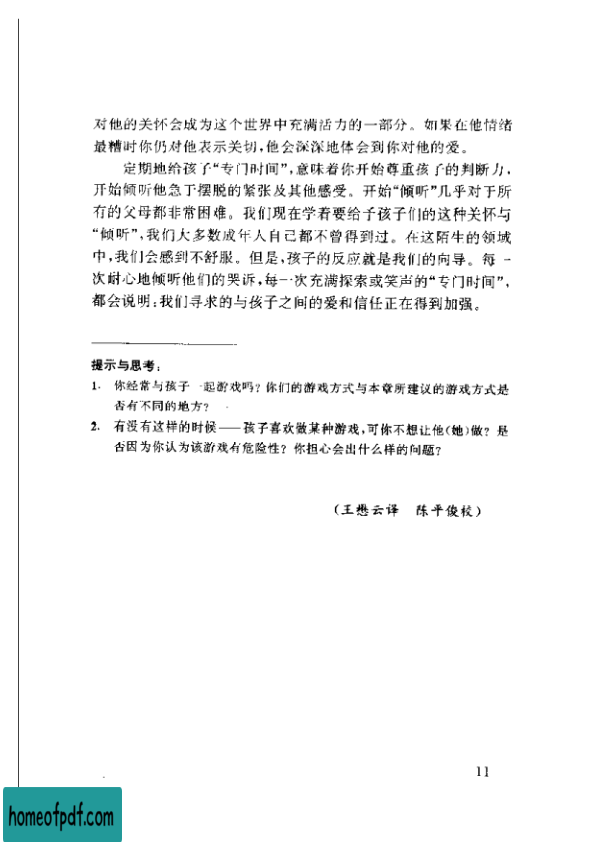 对他的关怀会成为这个世界中充满活力的一部分。如果在他情绪
最糟时你仍对他表示关切,他会深深地体会到你对他的爱。
定期地给孩子“专门时间”,意味着你开始尊重孩子的判断力,
开始倾听他急于摆脱的紧张及其他感受。开始“倾听”几乎对于所
有的父母都非常困难。我们现在学着要给予孩子们的这种关怀与
“倾听”,我们大多数成年人自己都不曾得到过。在这陌生的领域
中,我们会感到不舒服。但是,孩子的反应就是我们的向导。每一
次耐心地倾听他们的哭诉,每一次充满探索或笑声的“专门时间”,
都会说明:我们寻求的与孩子之间的爱和信任正在得到加强。
提示与思考:
1. 你经常与孩子一起游戏吗?你们的游戏方式与本章所建议的游戏方式是
否有不同的地方?
2. 有没有这样的时候——孩子喜欢做某种游戏,可你不想让他(她)做?是
否因为你认为该游戏有危险性?你担心会出什么样的问题?
(王懋云译 陈平俊校)
11
homeofpdf.com